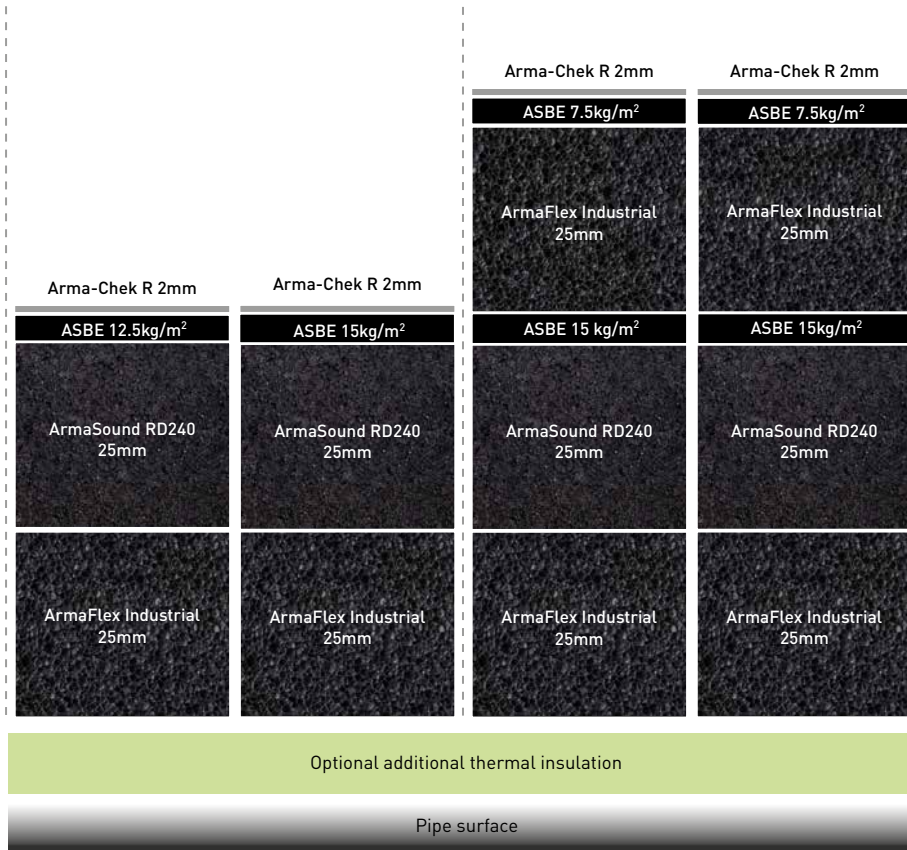 Arma-Chek R 2mm
ASBE 12.5kg/m²
ArmaSound RD240
25mm
ArmaFlex Industrial
25mm
Arma-Chek R 2mm
ASBE 15kg/m²
ArmaSound RD240
25mm
ArmaFlex Industrial
25mm
Arma-Chek R 2mm
ASBE 7.5kg/m²
ArmaFlex Industrial
25mm
ASBE 15 kg/m²
ArmaSound RD240
25mm
ArmaFlex Industrial
25mm
Arma-Chek R 2mm
ASBE 7.5kg/m²
ArmaFlex Industrial
25mm
ASBE 15kg/m²
ArmaSound RD240
25mm
ArmaFlex Industrial
25mm
Optional additional thermal insulation
Pipe surface